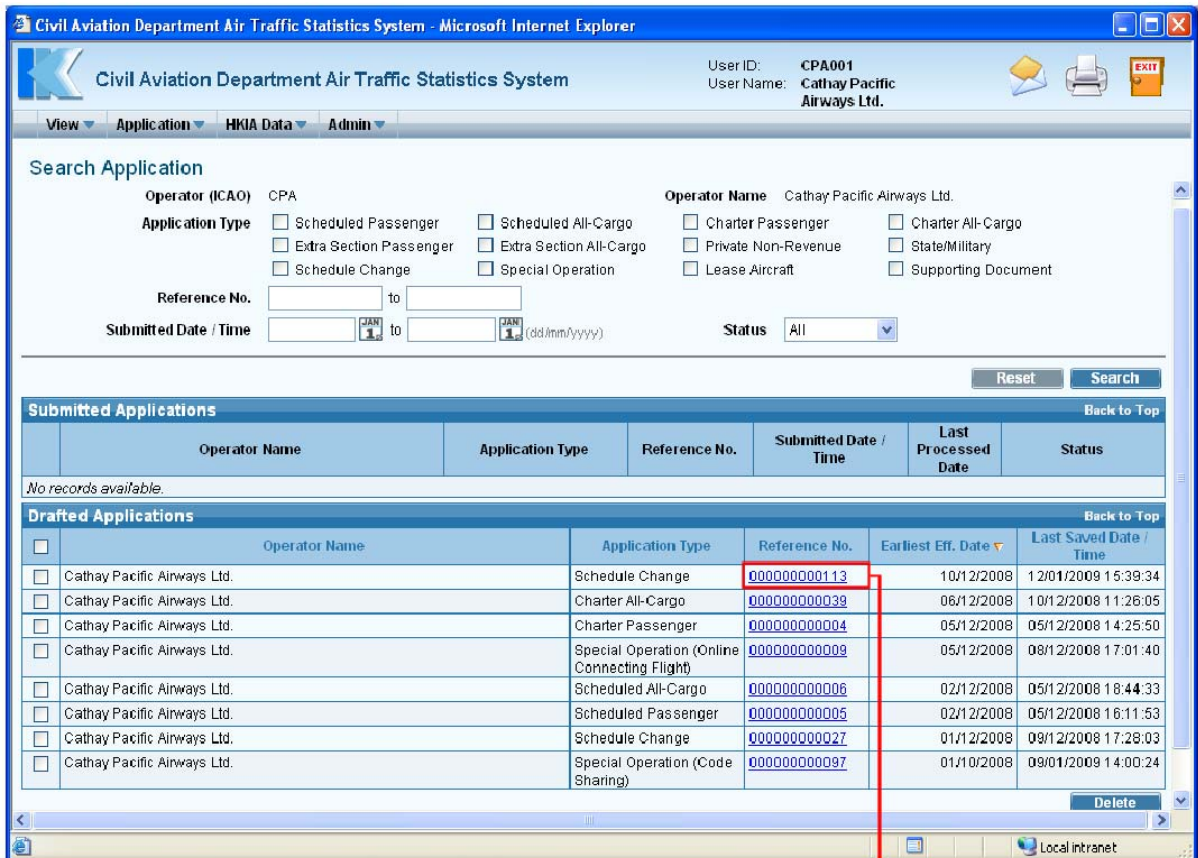 Civil Aviation Department Air Traffic Statistics System - Microsoft Internet Explorer
Civil Aviation Department Air Traffic Statistics System
User ID: CPA001
User Name: Cathay Pacific
Airways Ltd.
EXIT
View Application HKIA Data Admin
Search Application
Operator (ICAO) CPA Operator Name Cathay Pacific Airways Ltd.
Application Type Scheduled Passenger Scheduled All-Cargo Charter Passenger Charter All-Cargo
Extra Section Passenger Extra Section All-Cargo Private Non-Revenue State/Military
Schedule Change Special Operation Lease Aircraft Supporting Document
Reference No. to
Submitted Date / Time JAN 1 to JAN 1 (dd/mm/yyyy) Status All
Reset Search
Submitted Applications Back to Top
Operator Name Application Type Reference No. Submitted Date / Time Last Processed Date Status
No records available.
Drafted Applications Back to Top
Operator Name Application Type Reference No. Earliest Eff. Date Last Saved Date / Time
Cathay Pacific Airways Ltd. Schedule Change 000000000113 10/12/2008 12/01/2009 15:39:34
Cathay Pacific Airways Ltd. Charter All-Cargo 000000000039 06/12/2008 10/12/2008 11:26:05
Cathay Pacific Airways Ltd. Charter Passenger 000000000004 05/12/2008 05/12/2008 14:25:50
Cathay Pacific Airways Ltd. Special Operation (Online Connecting Flight) 000000000009 05/12/2008 08/12/2008 17:01:40
Cathay Pacific Airways Ltd. Scheduled All-Cargo 000000000006 02/12/2008 05/12/2008 18:44:33
Cathay Pacific Airways Ltd. Scheduled Passenger 000000000005 02/12/2008 05/12/2008 16:11:53
Cathay Pacific Airways Ltd. Schedule Change 000000000027 01/12/2008 09/12/2008 17:28:03
Cathay Pacific Airways Ltd. Special Operation (Code Sharing) 000000000097 01/10/2008 09/01/2009 14:00:24
Delete
Local intranet